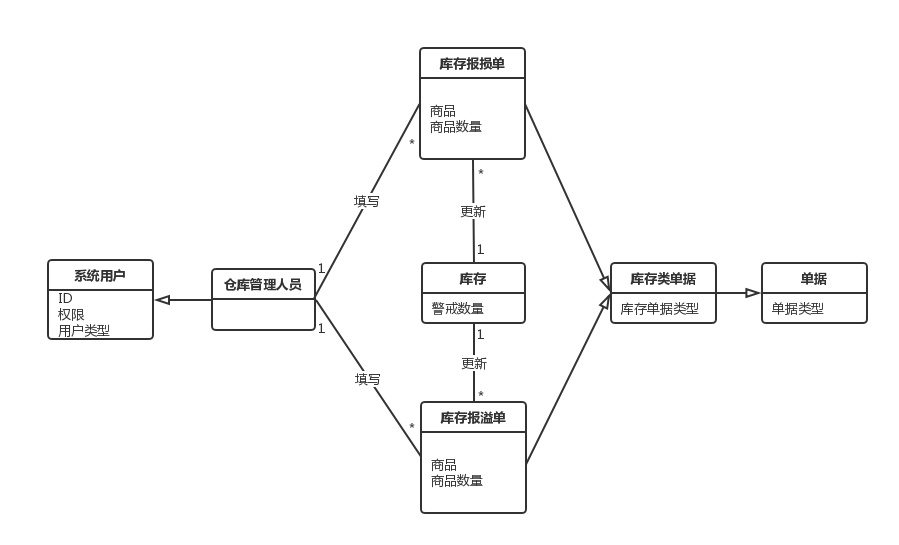 库存报损单
商品
商品数量
*
*
填写
更新
1
1
系统用户
ID
权限
用户类型
仓库管理人员
库存
警戒数量
库存类单据
库存单据类型
单据
单据类型
1
1
更新
填写
*
*
库存报溢单
商品
商品数量